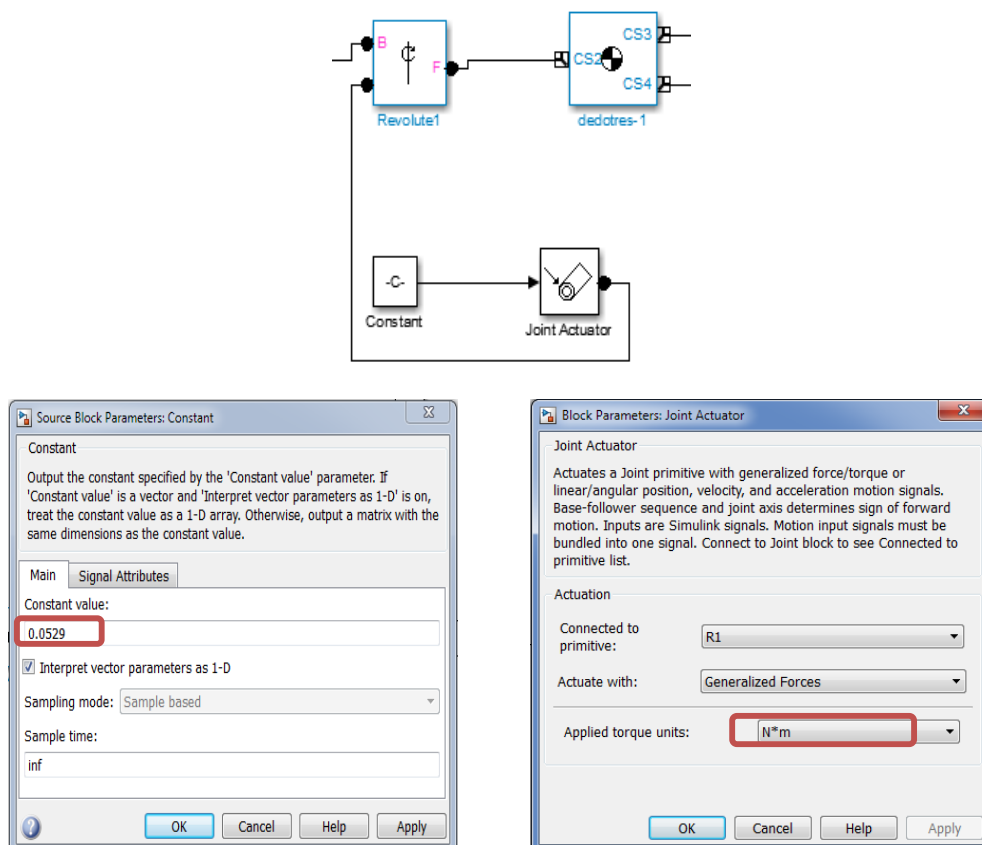 B
F
Revolute1
CS2
CS3
CS4
dedotres-1
-C-
Constant
Joint Actuator
Source Block Parameters: Constant
Constant
Output the constant specified by the 'Constant value' parameter. If
'Constant value' is a vector and 'Interpret vector parameters as 1-D' is on,
treat the constant value as a 1-D array. Otherwise, output a matrix with the
same dimensions as the constant value.
Main
Signal Attributes
Constant value:
0.0529
Interpret vector parameters as 1-D
Sampling mode: Sample based
Sample time:
inf
OK
Cancel
Help
Apply
Block Parameters: Joint Actuator
Joint Actuator
Actuates a Joint primitive with generalized force/torque or
linear/angular position, velocity, and acceleration motion signals.
Base-follower sequence and joint axis determines sign of forward
motion. Inputs are Simulink signals. Motion input signals must be
bundled into one signal. Connect to Joint block to see Connected to
primitive list.
Actuation
Connected to
primitive:
R1
Actuate with:
Generalized Forces
Applied torque units:
N*m
OK
Cancel
Help
Apply